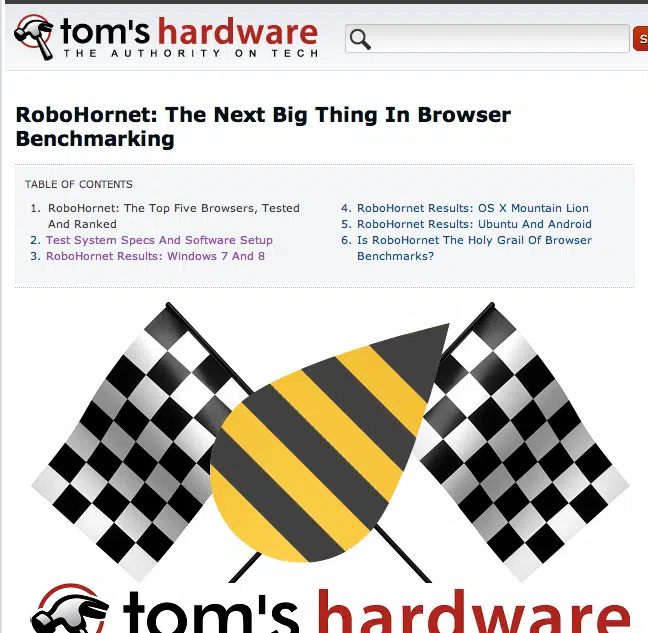 tom's hardware
THE AUTHORITY ON TECH
S
RoboHornet: The Next Big Thing In Browser
Benchmarking
TABLE OF CONTENTS
1. RoboHornet: The Top Five Browsers, Tested
And Ranked
2. Test System Specs And Software Setup
3. RoboHornet Results: Windows 7 And 8
4. RoboHornet Results: OS X Mountain Lion
5. RoboHornet Results: Ubuntu And Android
6. Is RoboHornet The Holy Grail Of Browser
Benchmarks?
tom's hardware